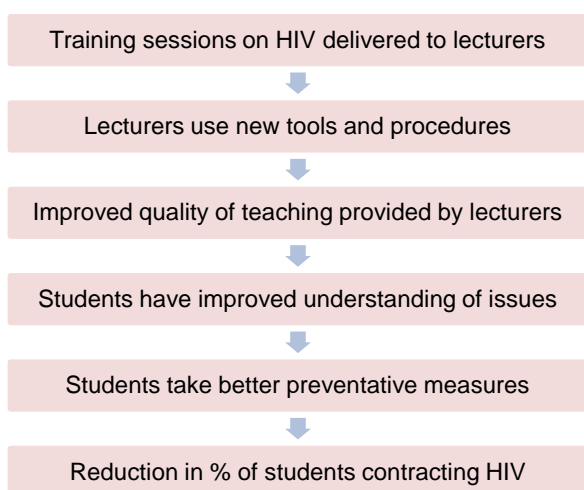 Training sessions on HIV delivered to lecturers
Lecturers use new tools and procedures
Improved quality of teaching provided by lecturers
Students have improved understanding of issues
Students take better preventative measures
Reduction in % of students contracting HIV